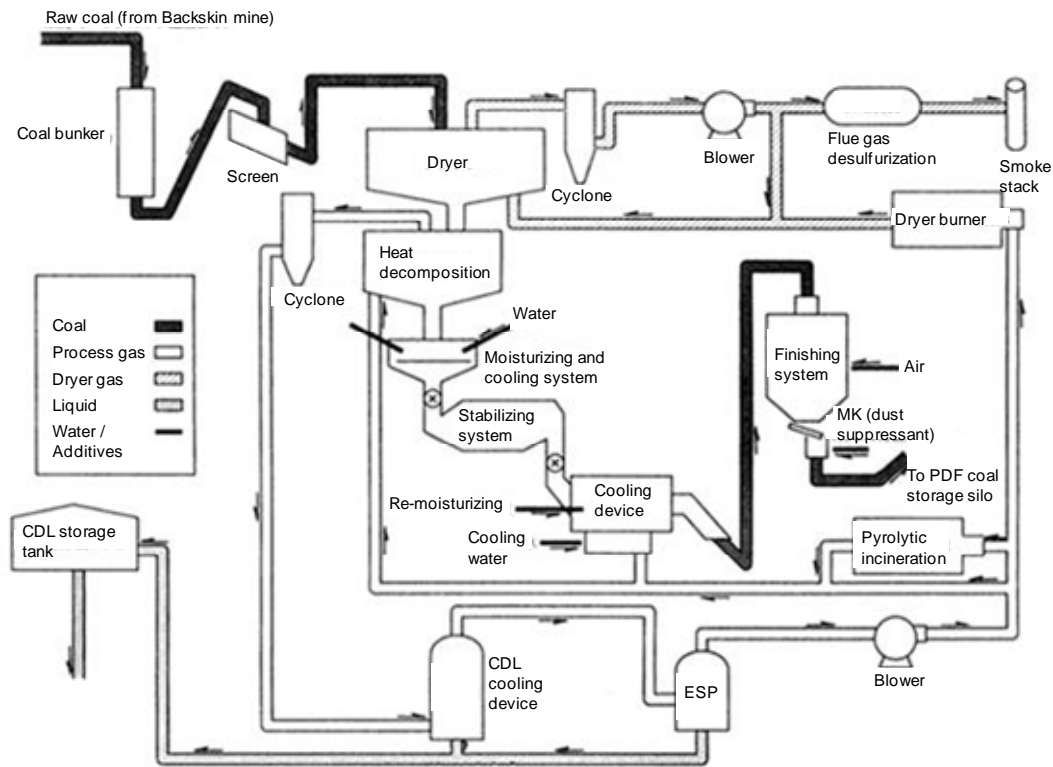 Raw coal (from Backskin mine)
Coal bunker
Screen
Dryer
Cyclone
Blower
Flue gas
desulfurization
Smoke
stack
Dryer burner
Heat
decomposition
Cyclone
Water
Moisturizing and
cooling system
Finishing
system
Air
MK (dust
suppressant)
To PDF coal
storage silo
Coal
Process gas
Dryer gas
Liquid
Water /
Additives
Stabilizing
system
Re-moisturizing
Cooling
device
Cooling
water
Pyrolytic
incineration
CDL storage
tank
CDL
cooling
device
ESP
Blower